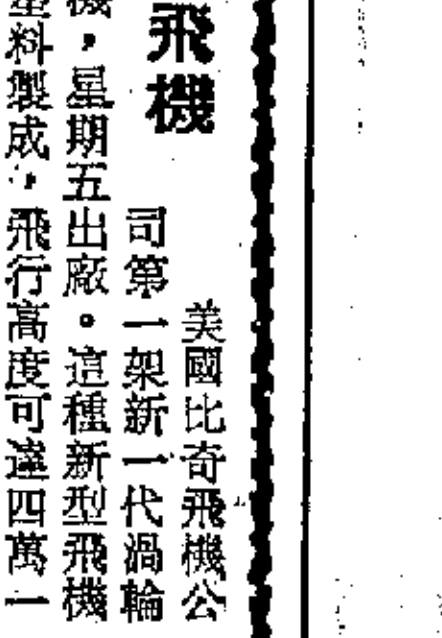 飛機
美國比奇飛機公
司第一架新一代渦輪
機，星期五出廠。這種新型飛機
塑料製成，飛行高度可達四萬一